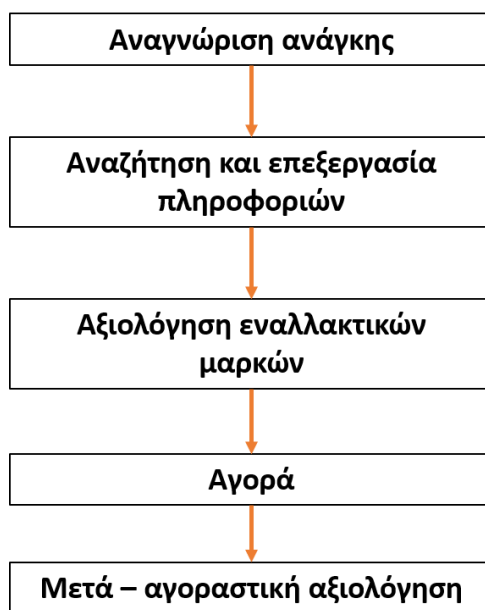 Αναγνώριση ανάγκης
Αναζήτηση και επεξεργασία
πληροφοριών
Αξιολόγηση εναλλακτικών
μαρκών
Αγορά
Μετά – αγοραστική αξιολόγηση